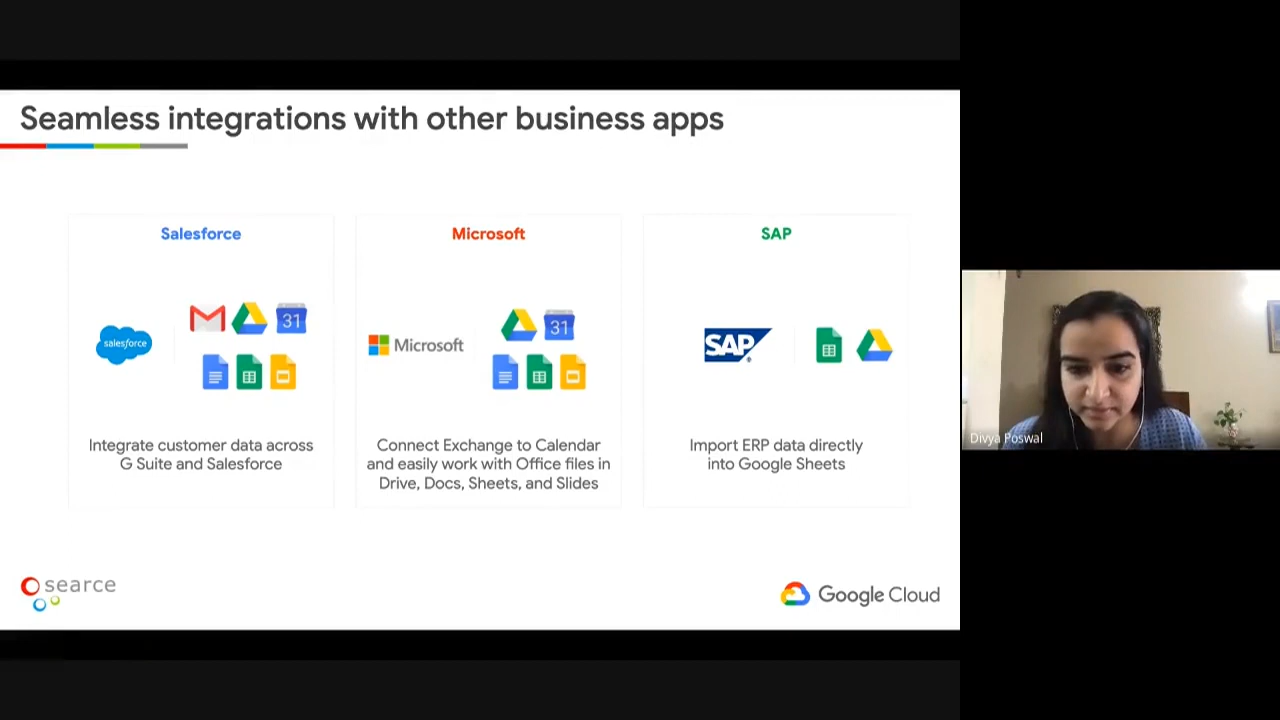 Seamless integrations with other business apps
Salesforce
Microsoft
SAP
salesforce
31
Microsoft
31
SAP
®
Integrate customer data across
G Suite and Salesforce
Connect Exchange to Calendar
and easily work with Office files in
Drive, Docs, Sheets, and Slides
Import ERP data directly
into Google Sheets
searce
Google Cloud
Divya Poswal